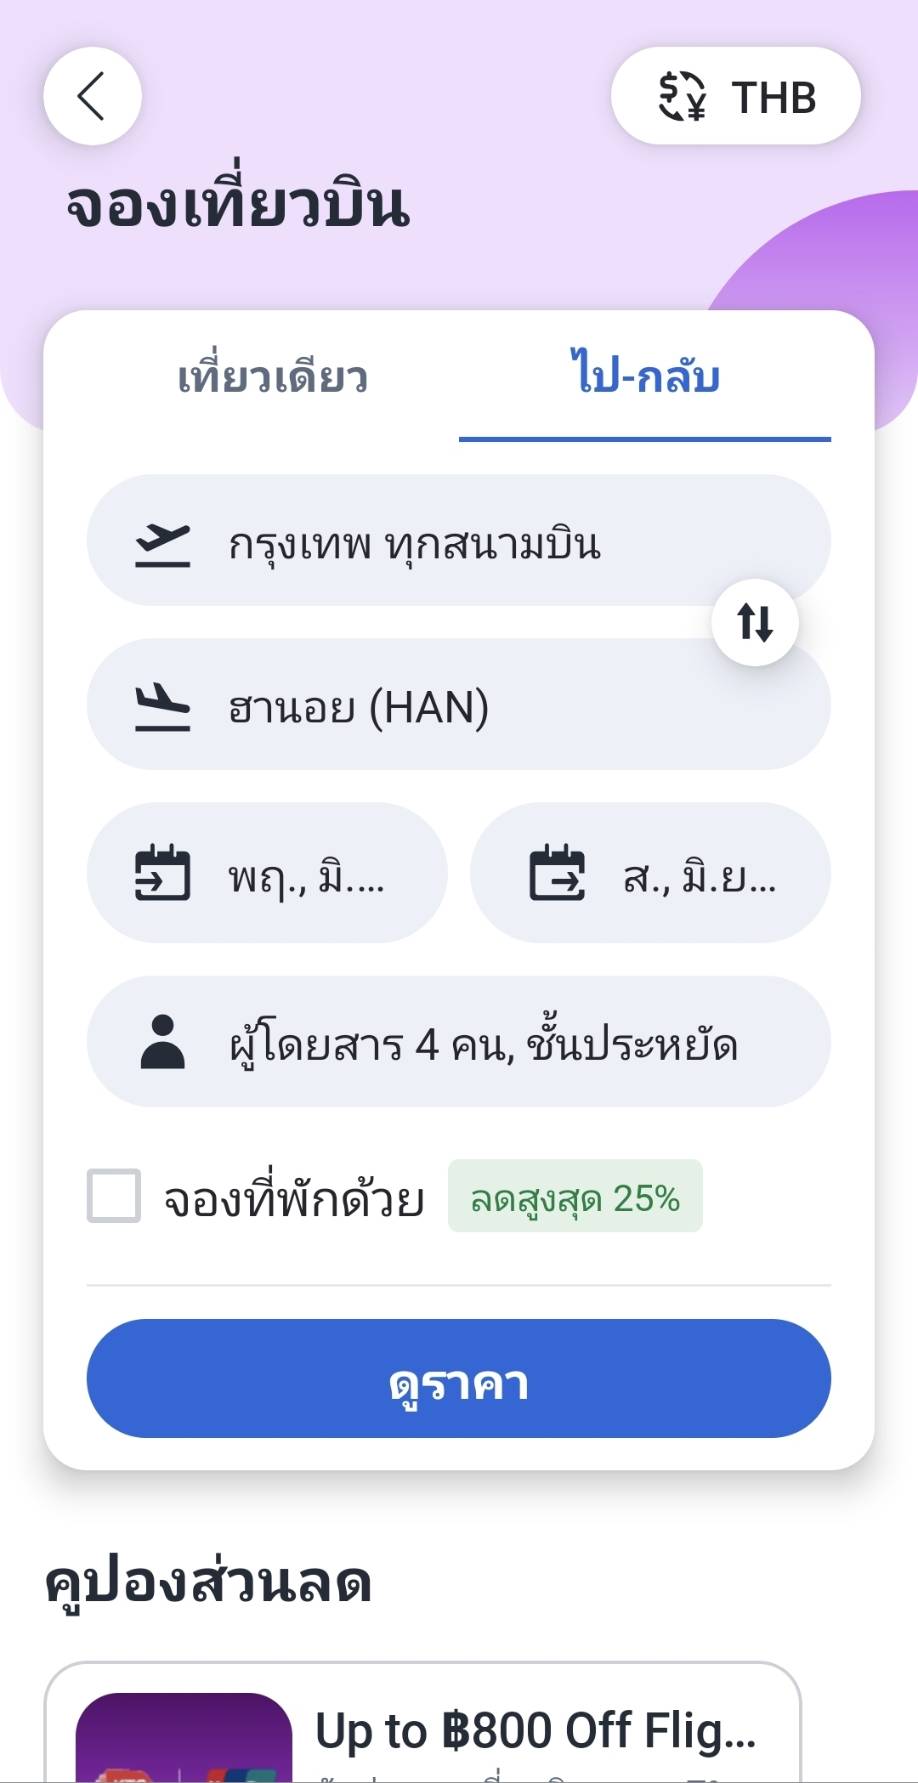 THB
จองเที่ยวบิน
เที่ยวเดียว
ไป-กลับ
กรุงเทพ ทุกสนามบิน
ฮานอย (HAN)
พฤ., มิ.…
ส., มิ.ย…
ผู้โดยสาร 4 คน, ชั้นประหยัด
จองที่พักด้วย
ลดสูงสุด 25%
ดูราคา
คูปองส่วนลด
Up to ฿800 Off Flig...